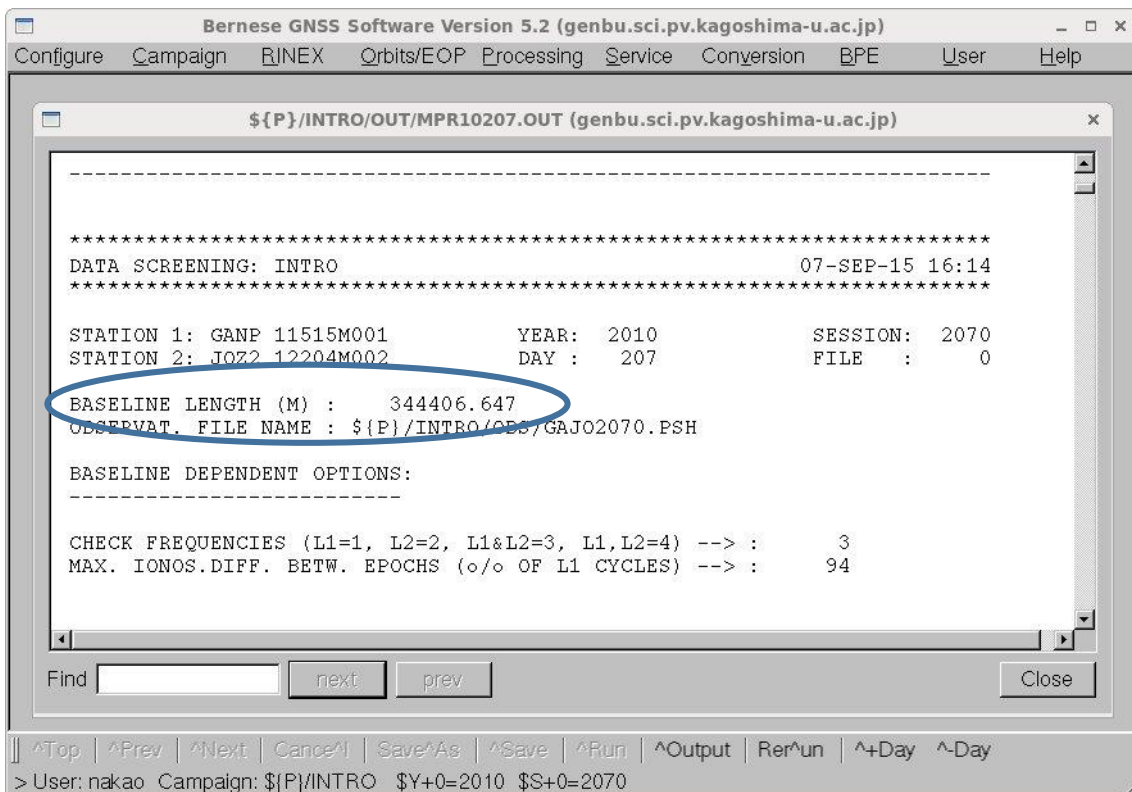 Bernese GNSS Software Version 5.2 (genbu.sci.pv.kagoshima-u.ac.jp)
Configure Campaign RINEX Orbits/EOP Processing Service Conversion BPE User Help
${P}/INTRO/OUT/MPR10207.OUT (genbu.sci.pv.kagoshima-u.ac.jp)
------------------------------------------------------------------------
************************************************************************
DATA SCREENING: INTRO 07-SEP-15 16:14
************************************************************************
STATION 1: GANP 11515M001 YEAR: 2010 SESSION: 2070
STATION 2: JOZ2 12204M002 DAY : 207 FILE : 0
BASELINE LENGTH (M) : 344406.647
OBSERVAT. FILE NAME : ${P}/INTRO/OBS/GAJO2070.PSH
BASELINE DEPENDENT OPTIONS:
--------------------------
CHECK FREQUENCIES (L1=1, L2=2, L1&L2=3, L1,L2=4) --> : 3
MAX. IONOS.DIFF. BETW. EPOCHS (o/o OF L1 CYCLES) --> : 94
Find next prev Close
^Top | ^Prev | ^Next | Cance^l | Save^As | ^Save | ^Run | ^Output | Rer^un | ^+Day ^-Day
> User: nakao Campaign: ${P}/INTRO $Y+0=2010 $S+0=2070